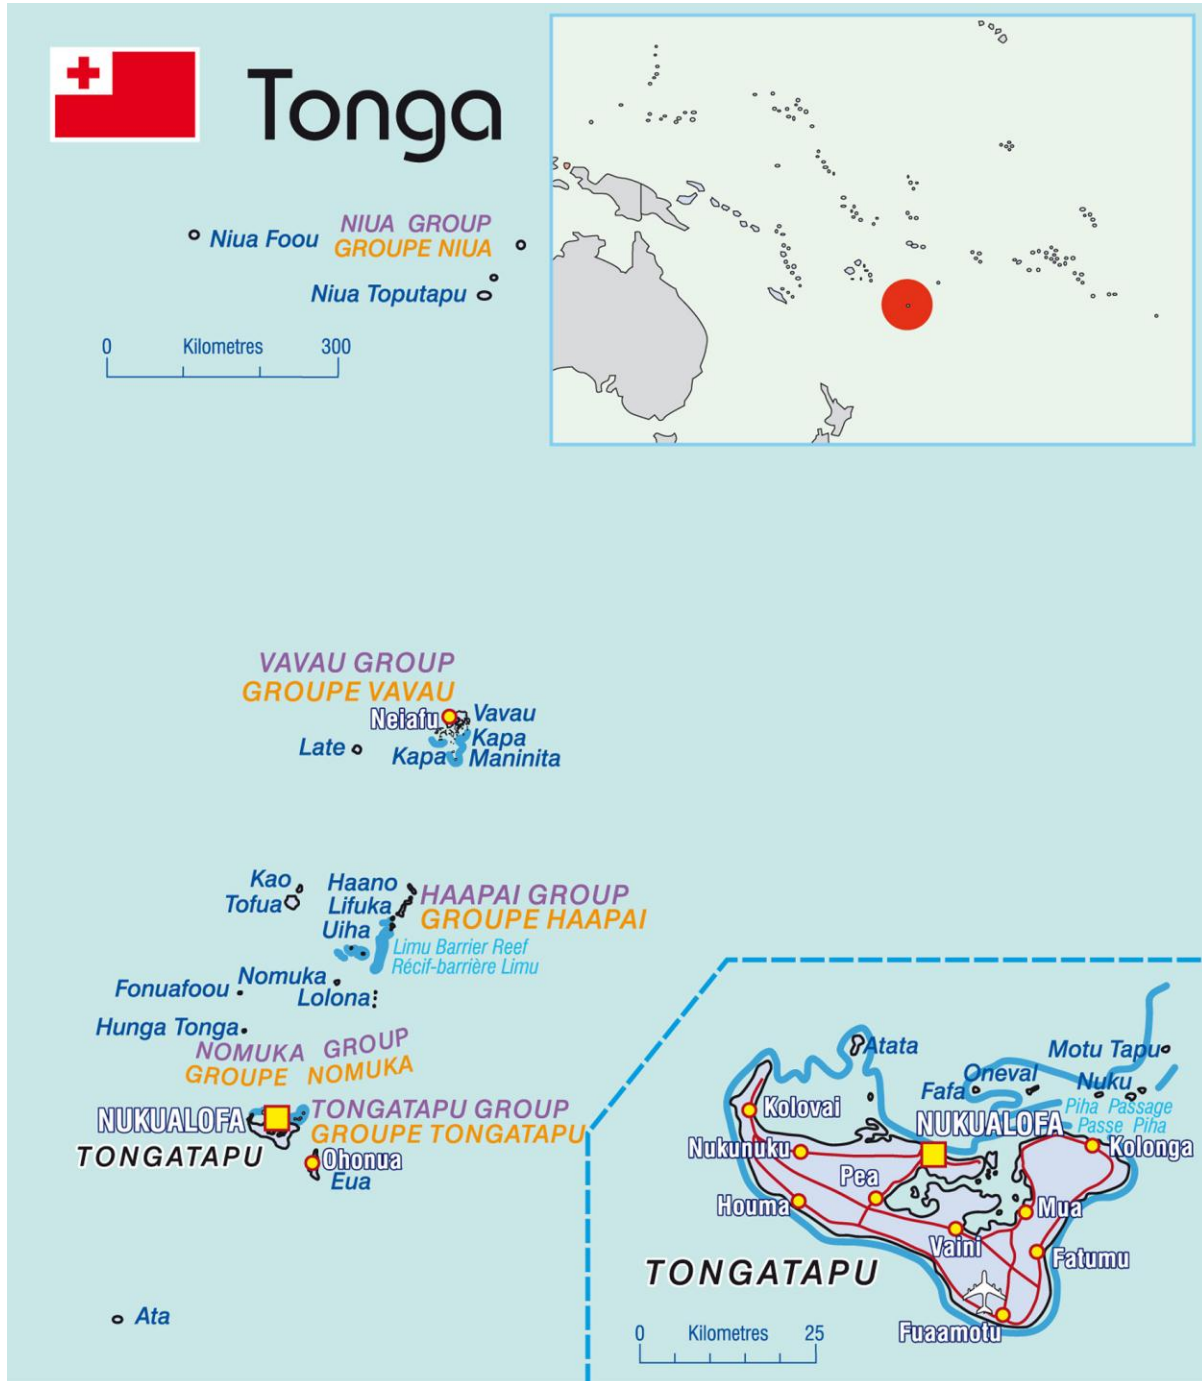 Tonga
NIUA GROUP
GROUPE NIUA
Niua Foou
Niua Toputapu
0 Kilometres 300
VAVAU GROUP
GROUPE VAVAU
Neiafu
Vavau
Kapa
Late
Kapa
Maninita
Kao
Haano
Tofua
Lifuka
Uiha
HAAPAI GROUP
GROUPE HAAPAI
Limu Barrier Reef
Récif-barrière Limu
Nomuka
Fonuafoou
Lolona
Hunga Tonga
NOMUKA GROUP
GROUPE NOMUKA
NUKUALOFA
TONGATAPU GROUP
GROUPE TONGATAPU
TONGATAPU
Ohonua
Eua
Ata
Atata
Motu Tapu
Oneval
Fafa
Nuku
Piha Passage
Passe Piha
Kolovai
NUKUALOFA
Nukunuku
Kolonga
Pea
Houma
Mua
Vaini
Fatumu
TONGATAPU
Fuaamotu
0 Kilometres 25